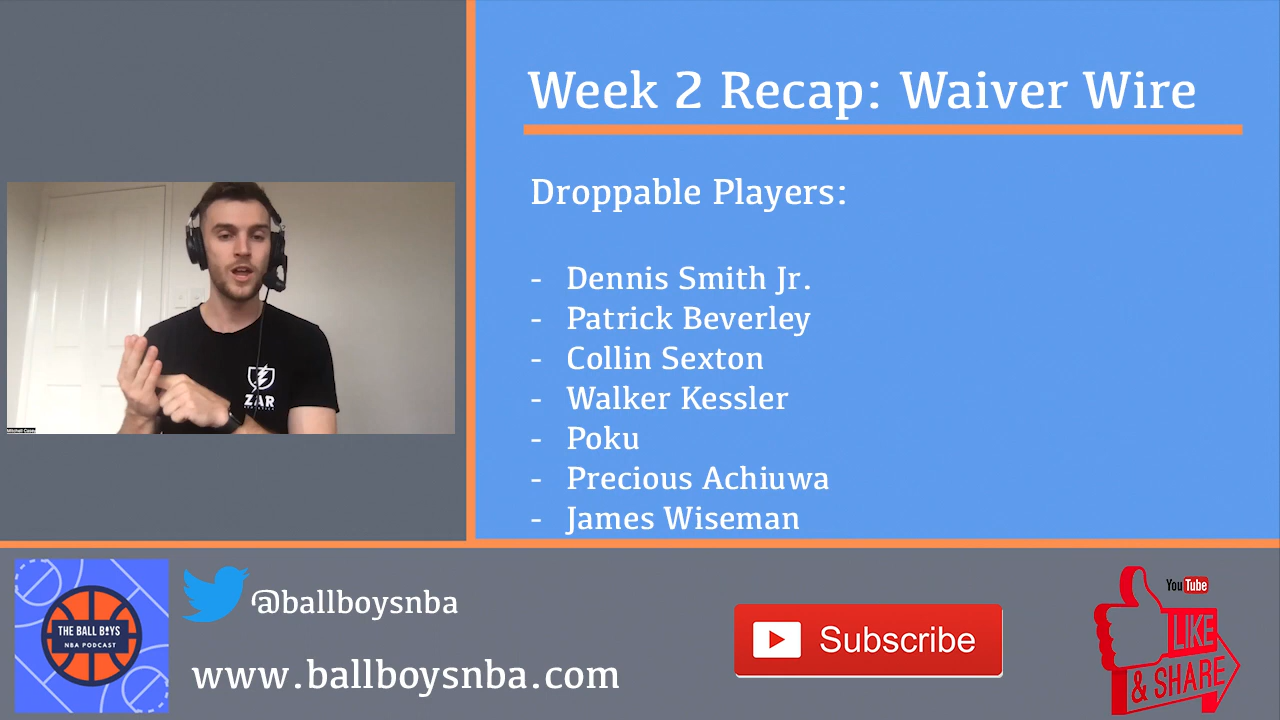 Week 2 Recap: Waiver Wire
Droppable Players:
- Dennis Smith Jr.
- Patrick Beverley
- Collin Sexton
- Walker Kessler
- Poku
- Precious Achiuwa
- James Wiseman
ZAR
THE BALL BOYS
NBA PODCAST
@ballboysnba
www.ballboysnba.com
Subscribe
YouTube
LIKE
& SHARE